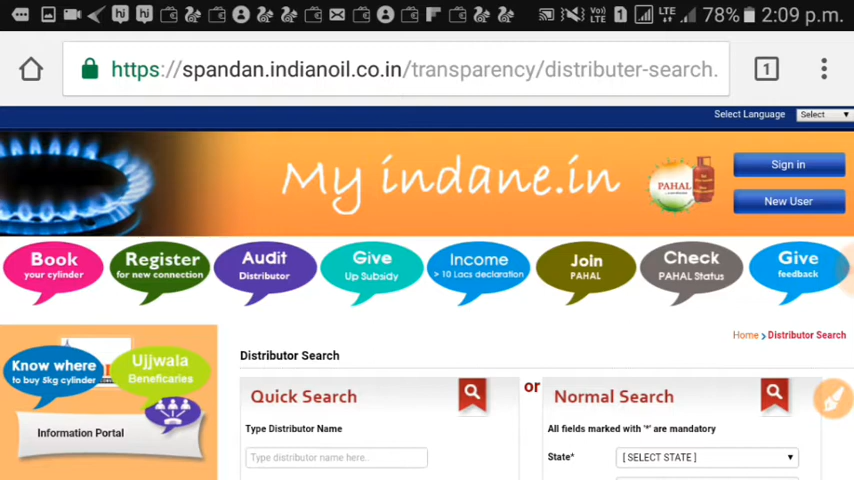 VoD LTE 1 LTE 78% 2:09 p.m.
https://spandan.indianoil.co.in/transparency/distributer-search.
1
Select Language Select
My indane.in
PAHAL
Sign in
New User
Book your cylinder
Register for new connection
Audit Distributor
Give Up Subsidy
Income > 10 Lacs declaration
Join PAHAL
Check PAHAL Status
Give feedback
Home > Distributor Search
Know where to buy 5kg cylinder
Ujjwala Beneficaries
Information Portal
Distributor Search
Quick Search
or
Normal Search
Type Distributor Name
All fields marked with '*' are mandatory
Type distributor name here..
State* [ SELECT STATE ]